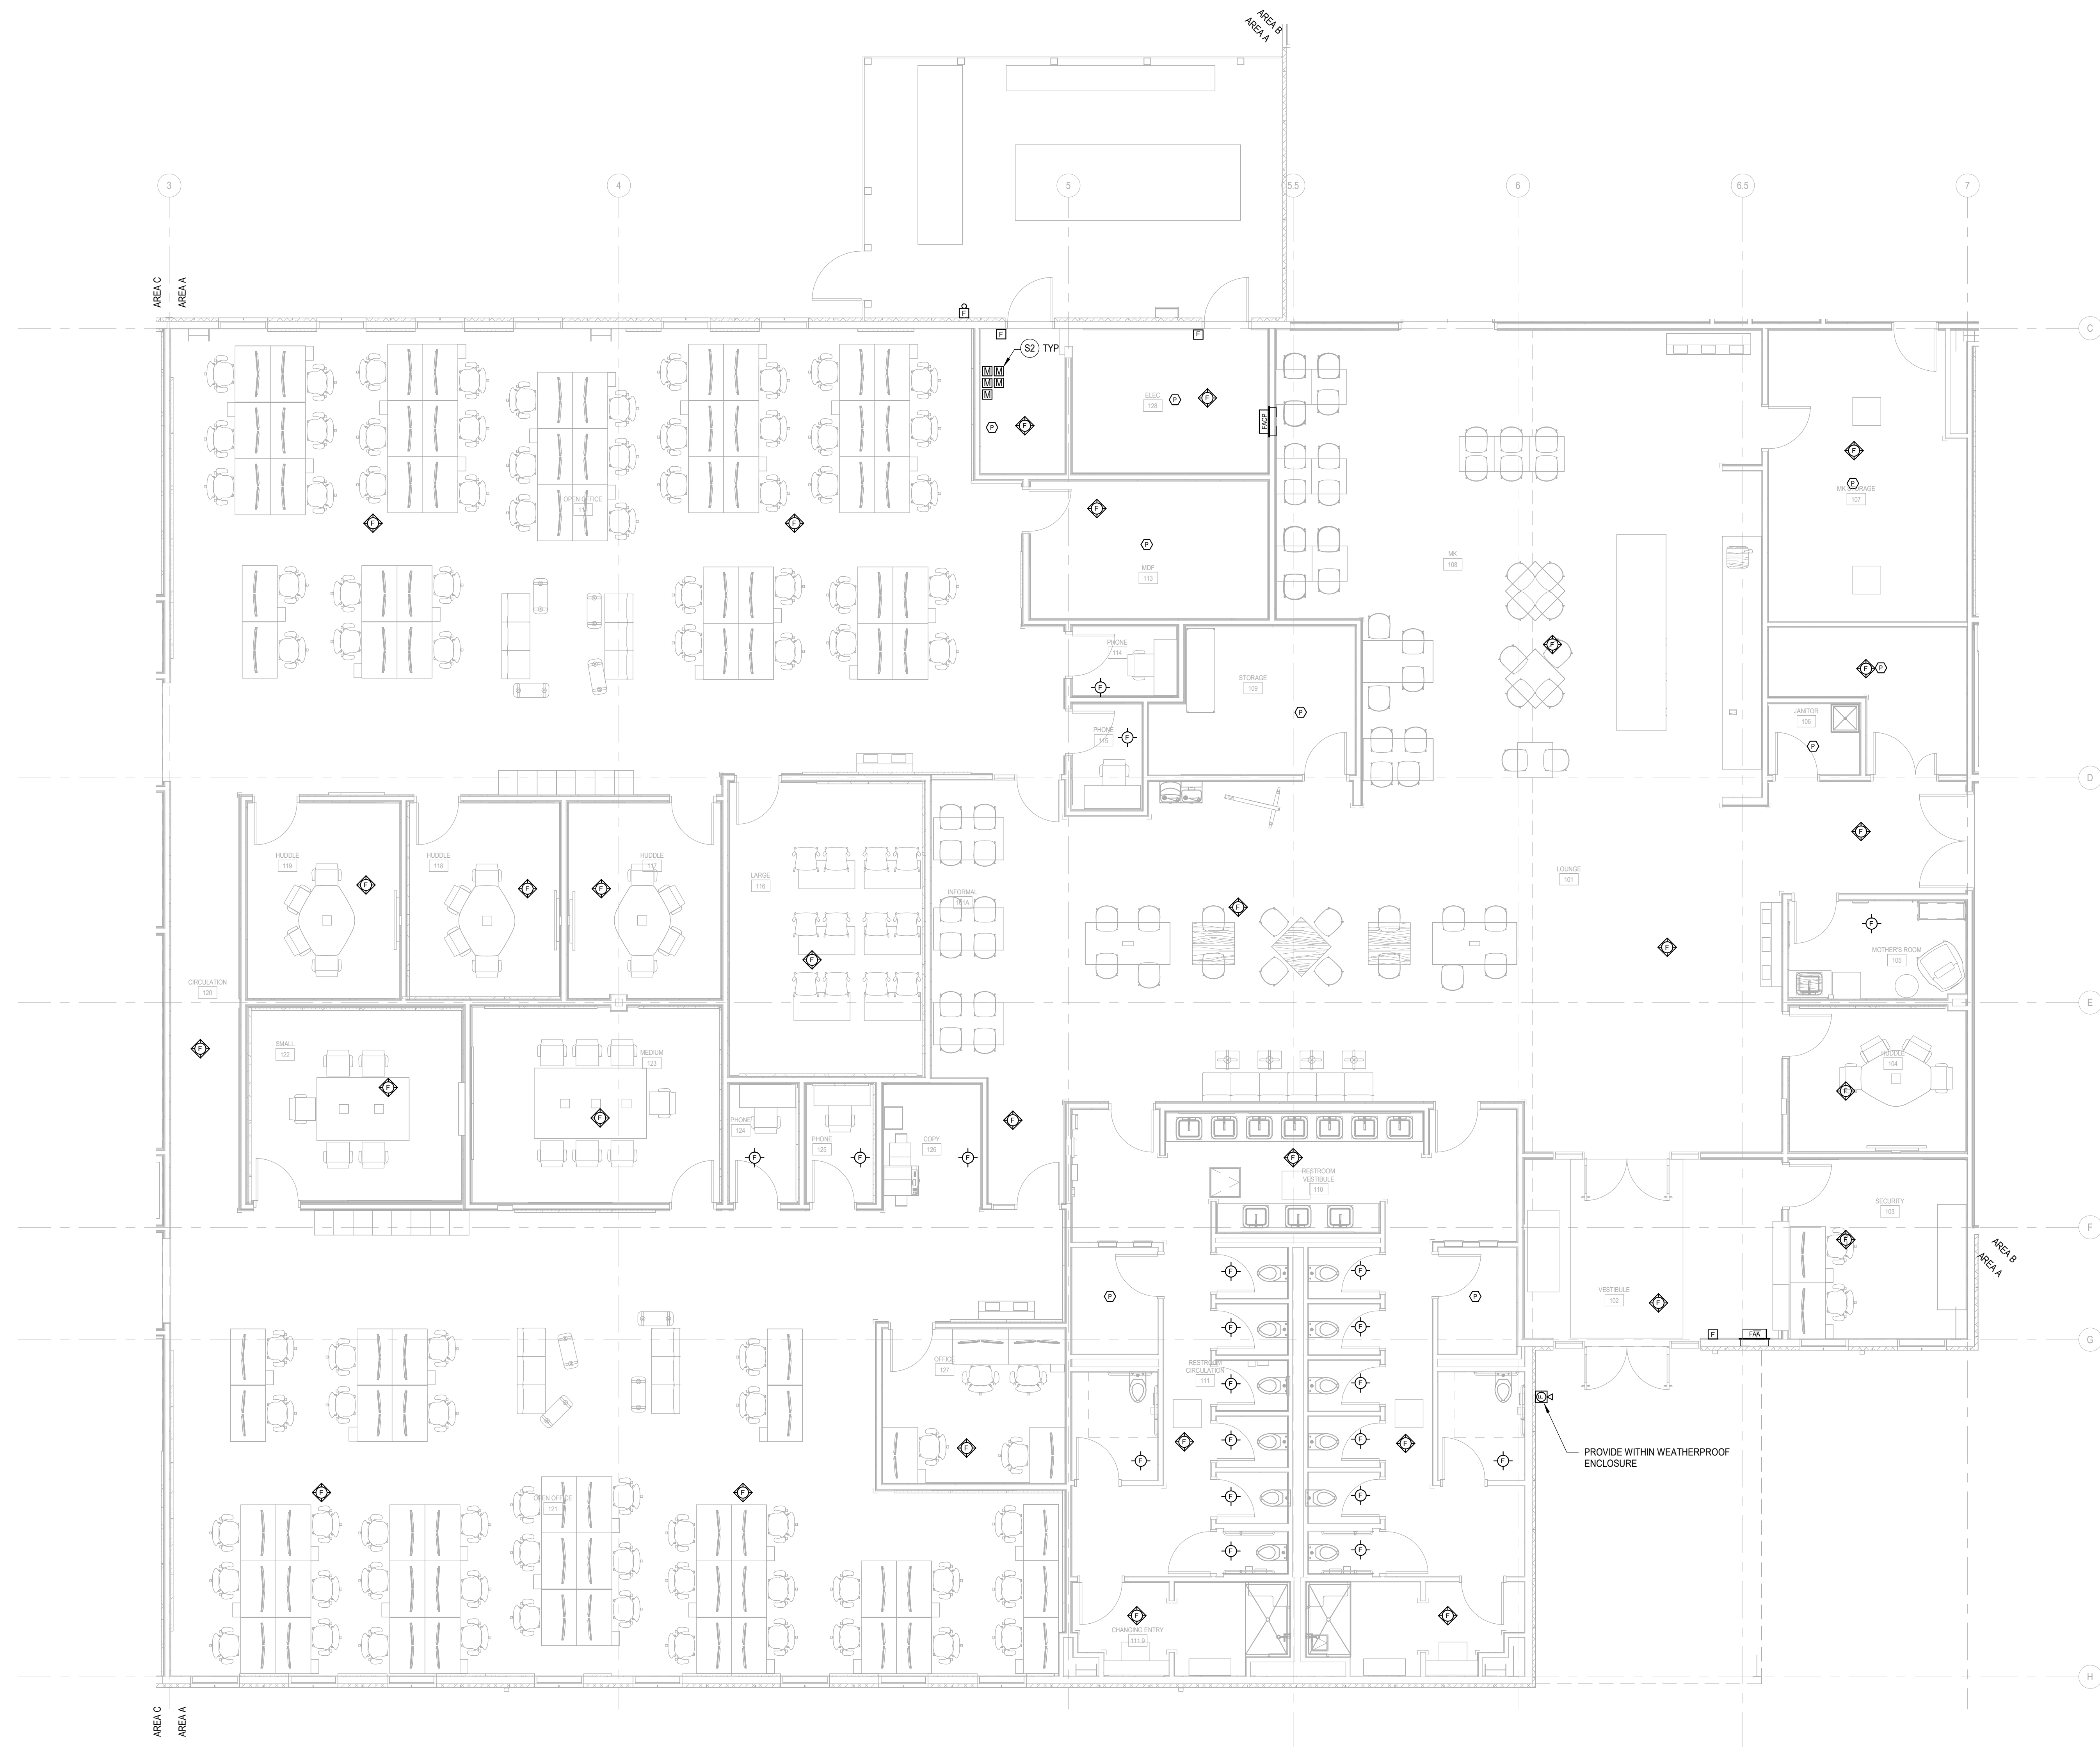 AREA B
AREA A
3
4
5
5.5
6
6.5
7
AREA C
AREA A
F
C
F
F
S2 TYP
M M
M M
M
ELEC
128
P
F
FACP
P
F
F
MK STORAGE
107
P
OPEN OFFICE
F
F
F
P
MDF
113
MK
108
PHONE
114
F
STORAGE
109
P
F
F
P
JANITOR
106
P
PHONE
115
F
D
F
HUDDLE
119
HUDDLE
118
HUDDLE
117
F
F
F
LARGE
116
INFORMAL
101A
LOUNGE
101
F
F
F
F
MOTHER'S ROOM
105
CIRCULATION
120
E
F
SMALL
122
F
MEDIUM
123
F
HUDDLE
104
F
PHONE
124
F
PHONE
125
F
COPY
126
F
F
F
RESTROOM
VESTIBULE
110
SECURITY
103
F
F
AREA B
AREA A
F
F
P
P
VESTIBULE
102
F
F
F
F
FAA
G
OFFICE
127
RESTROOM
CIRCULATION
111
F
F
F
PROVIDE WITHIN WEATHERPROOF
ENCLOSURE
F
F
F
F
F
F
F
F
F
OPEN OFFICE
121
F
F
F
F
F
CHANGING ENTRY
111.9
F
H
AREA C
AREA A